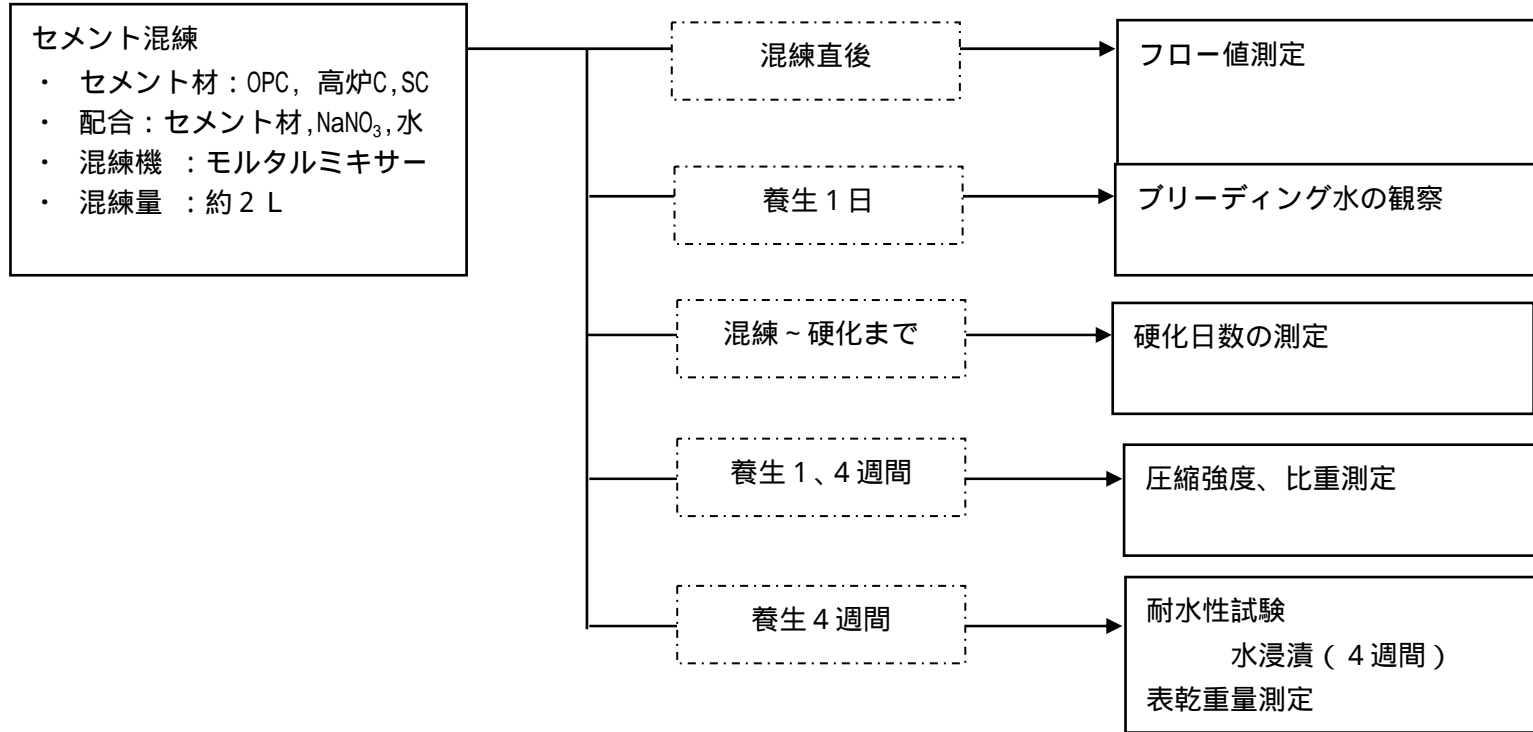 セメント混練
・ セメント材：OPC, 高炉C,SC
・ 配合：セメント材,NaNO₃,水
・ 混練機 ：モルタルミキサー
・ 混練量 ：約２Ｌ
混練直後
フロー値測定
養生１日
ブリーディング水の観察
混練～硬化まで
硬化日数の測定
養生１、４週間
圧縮強度、比重測定
養生４週間
耐水性試験
水浸漬（４週間）
表乾重量測定